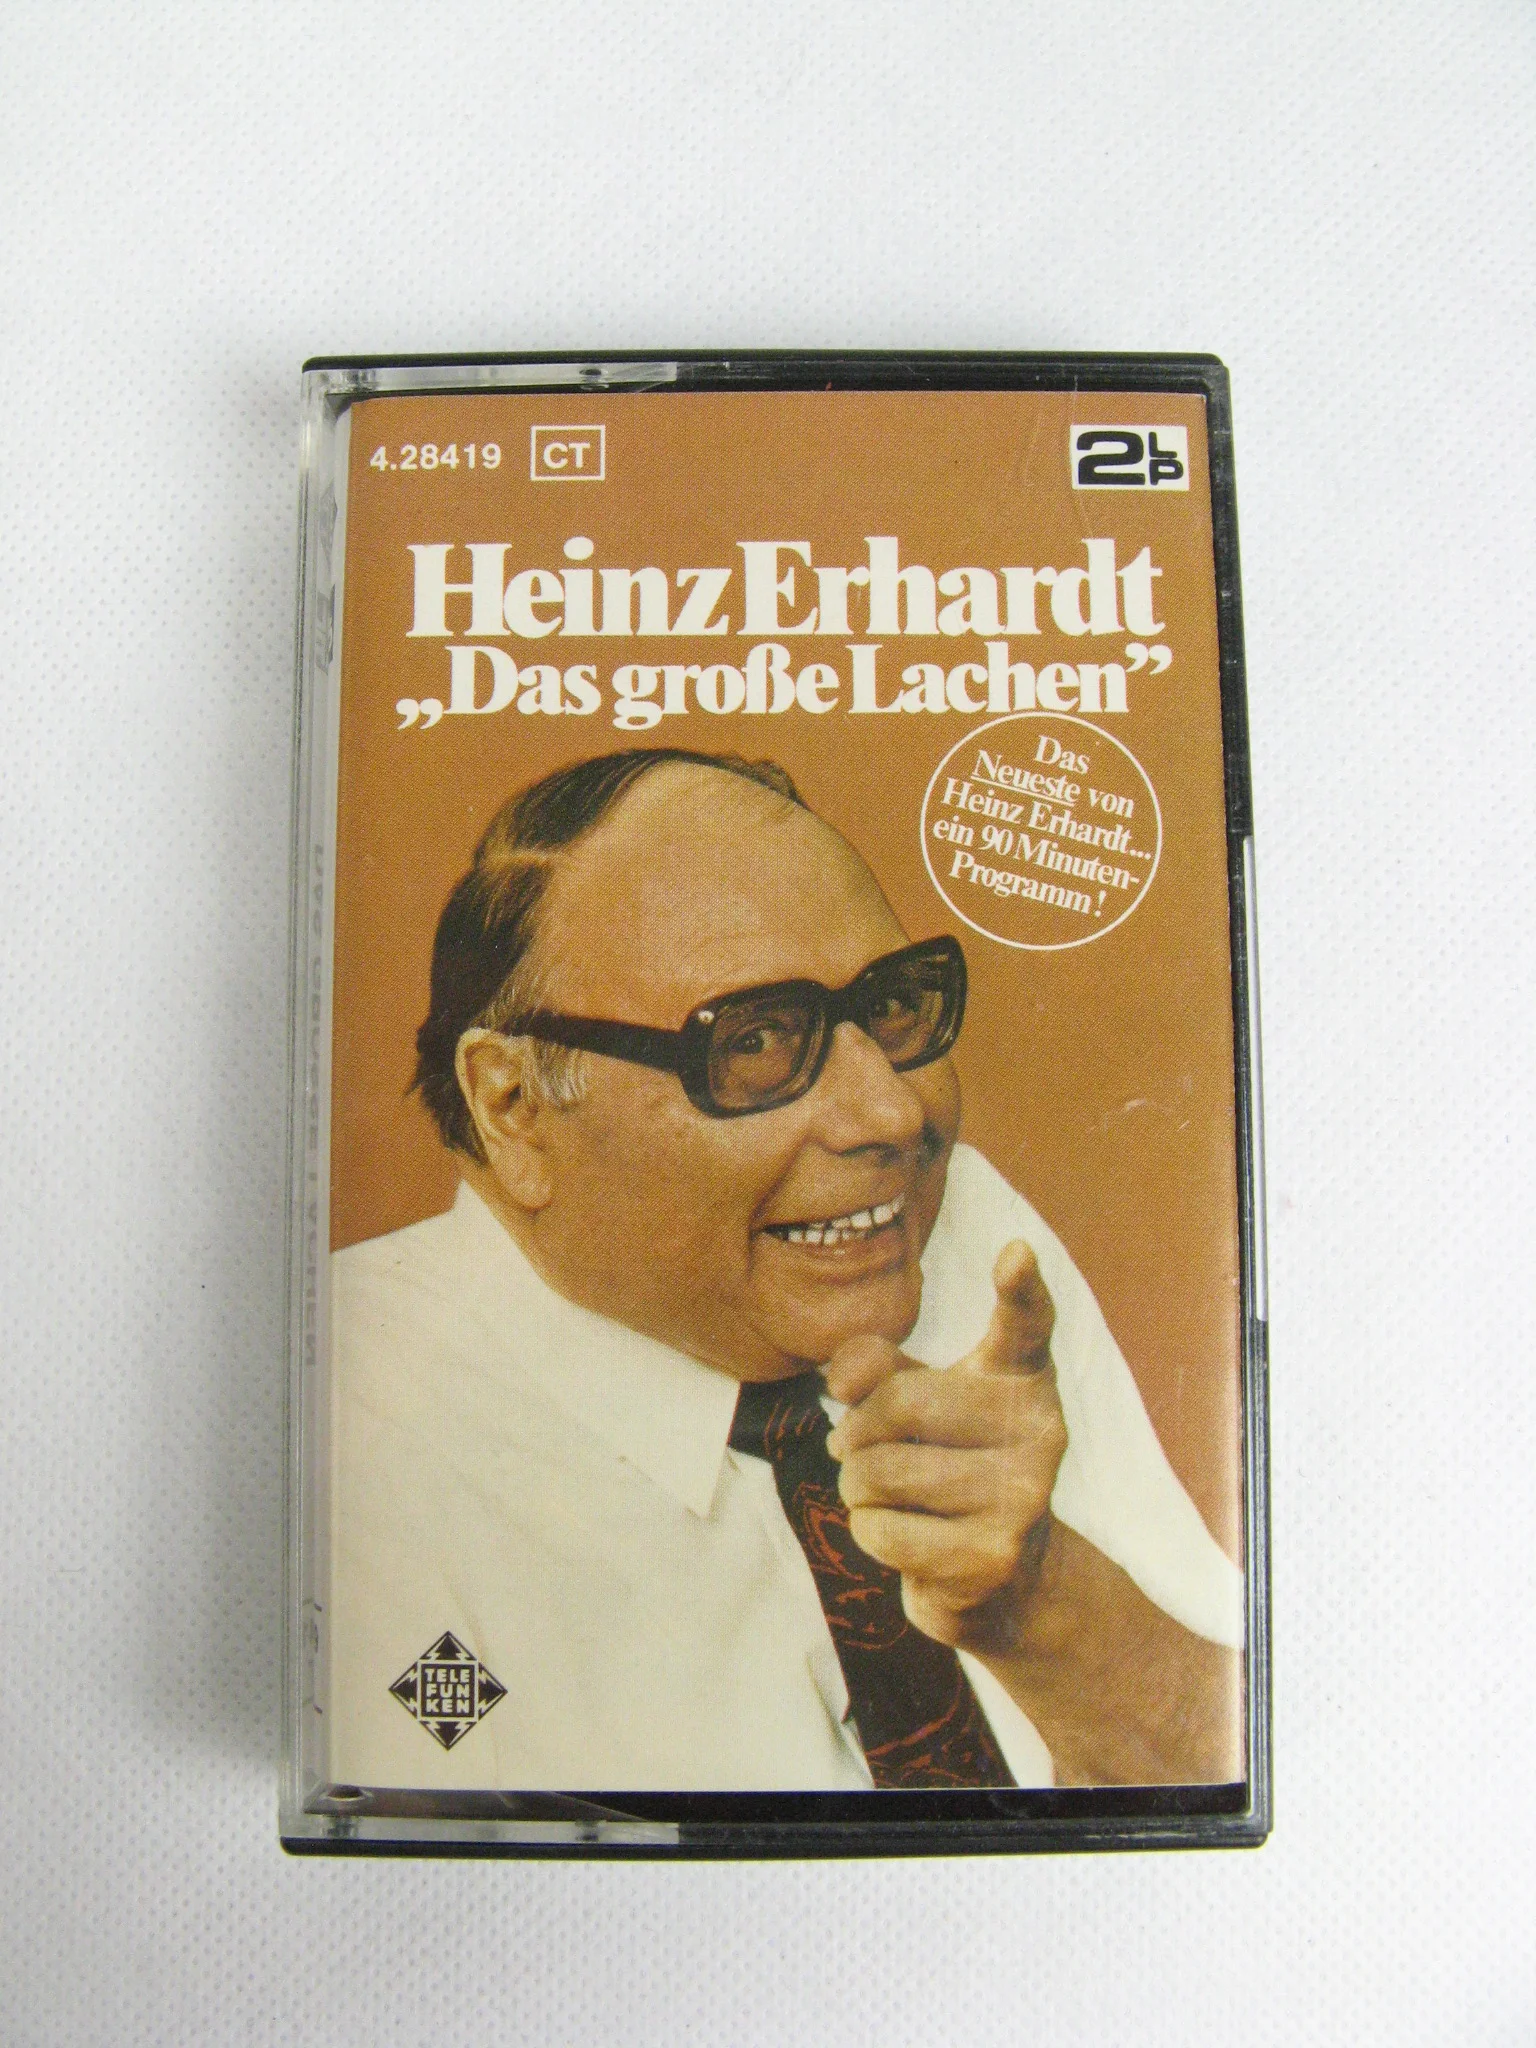 4.28419 CT
2LP
Heinz Erhardt
„Das große Lachen”
Das
Neueste von
Heinz Erhardt...
ein 90 Minuten-
Programm!
TELE
FUN
KEN